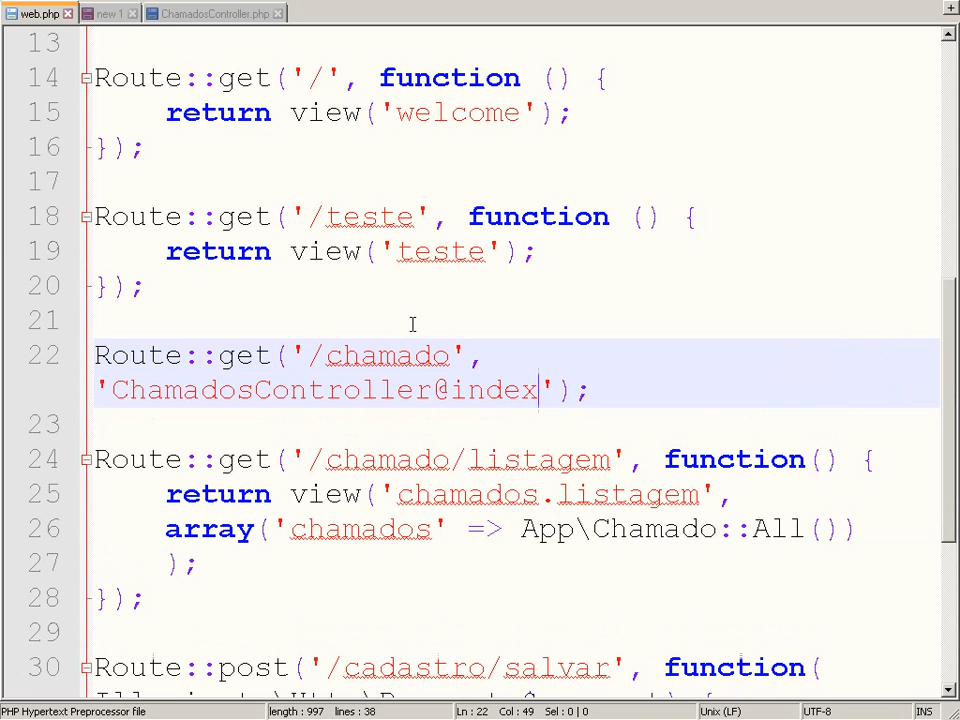 web.php new 1 ChamadosController.php
13
14 Route::get('/', function () {
15 return view('welcome');
16 });
17
18 Route::get('/teste', function () {
19 return view('teste');
20 });
21
22 Route::get('/chamado',
'ChamadosController@index');
23
24 Route::get('/chamado/listagem', function() {
25 return view('chamados.listagem',
26 array('chamados' => App\Chamado::All())
27 );
28 });
29
30 Route::post('/cadastro/salvar', function(
PHP Hypertext Preprocessor file length : 997 lines : 38 Ln : 22 Col : 49 Sel : 0 | 0 Unix (LF) UTF-8 INS